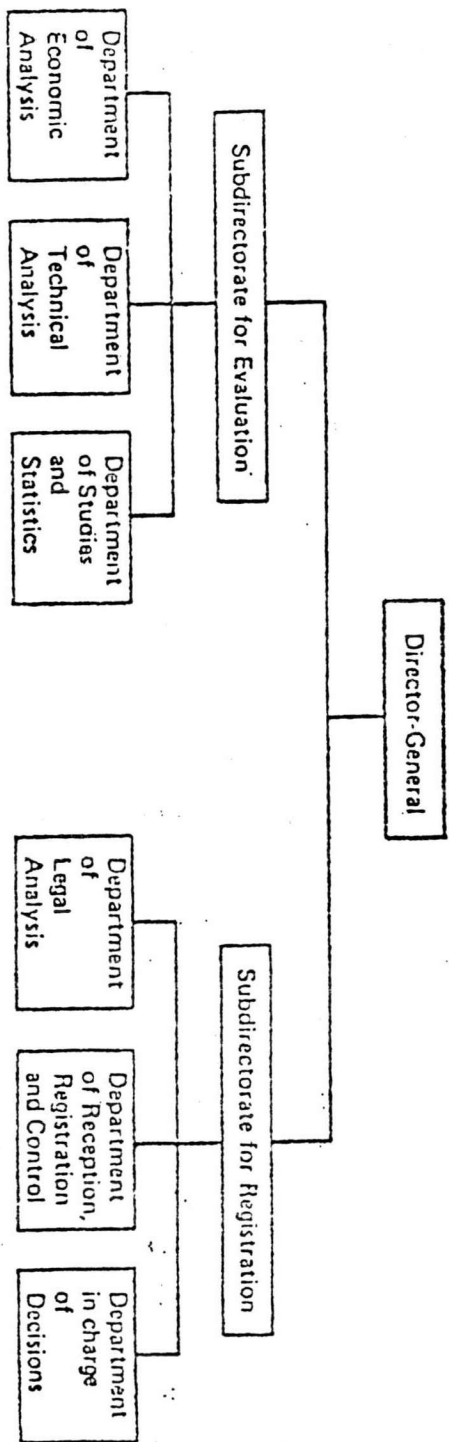 Director-General
Subdirectorate for Evaluation
Subdirectorate for Registration
Department
of
Economic
Analysis
Department
of
Technical
Analysis
Department
of Studies
and
Statistics
Department
of
Legal
Analysis
Department
of Reception,
Registration
and Control
Department
in charge
of
Decisions